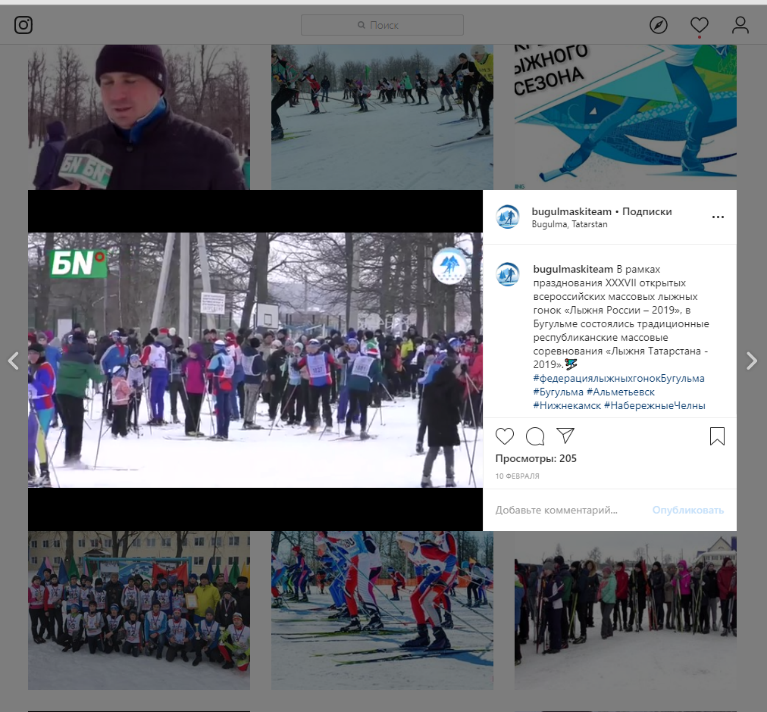 Поиск
ЫЖНОГО
СЕЗОНА
БN БN
bugulmaskiteam • Подписки
Bugulma, Tatarstan
БN
bugulmaskiteam В рамках
празднования XXXVII открытых
всероссийских массовых лыжных
гонок «Лыжня России – 2019». в
Бугульме состоялись традиционные
республиканские массовые
соревнования «Лыжня Татарстана -
2019».
#федерациялыжныхгонокБугульма
#Бугульма #Альметьевск
#Нижнекамск #НабережныеЧелны
Просмотры: 205
10 ФЕВРАЛЯ
Добавьте комментарий...
Опубликовать